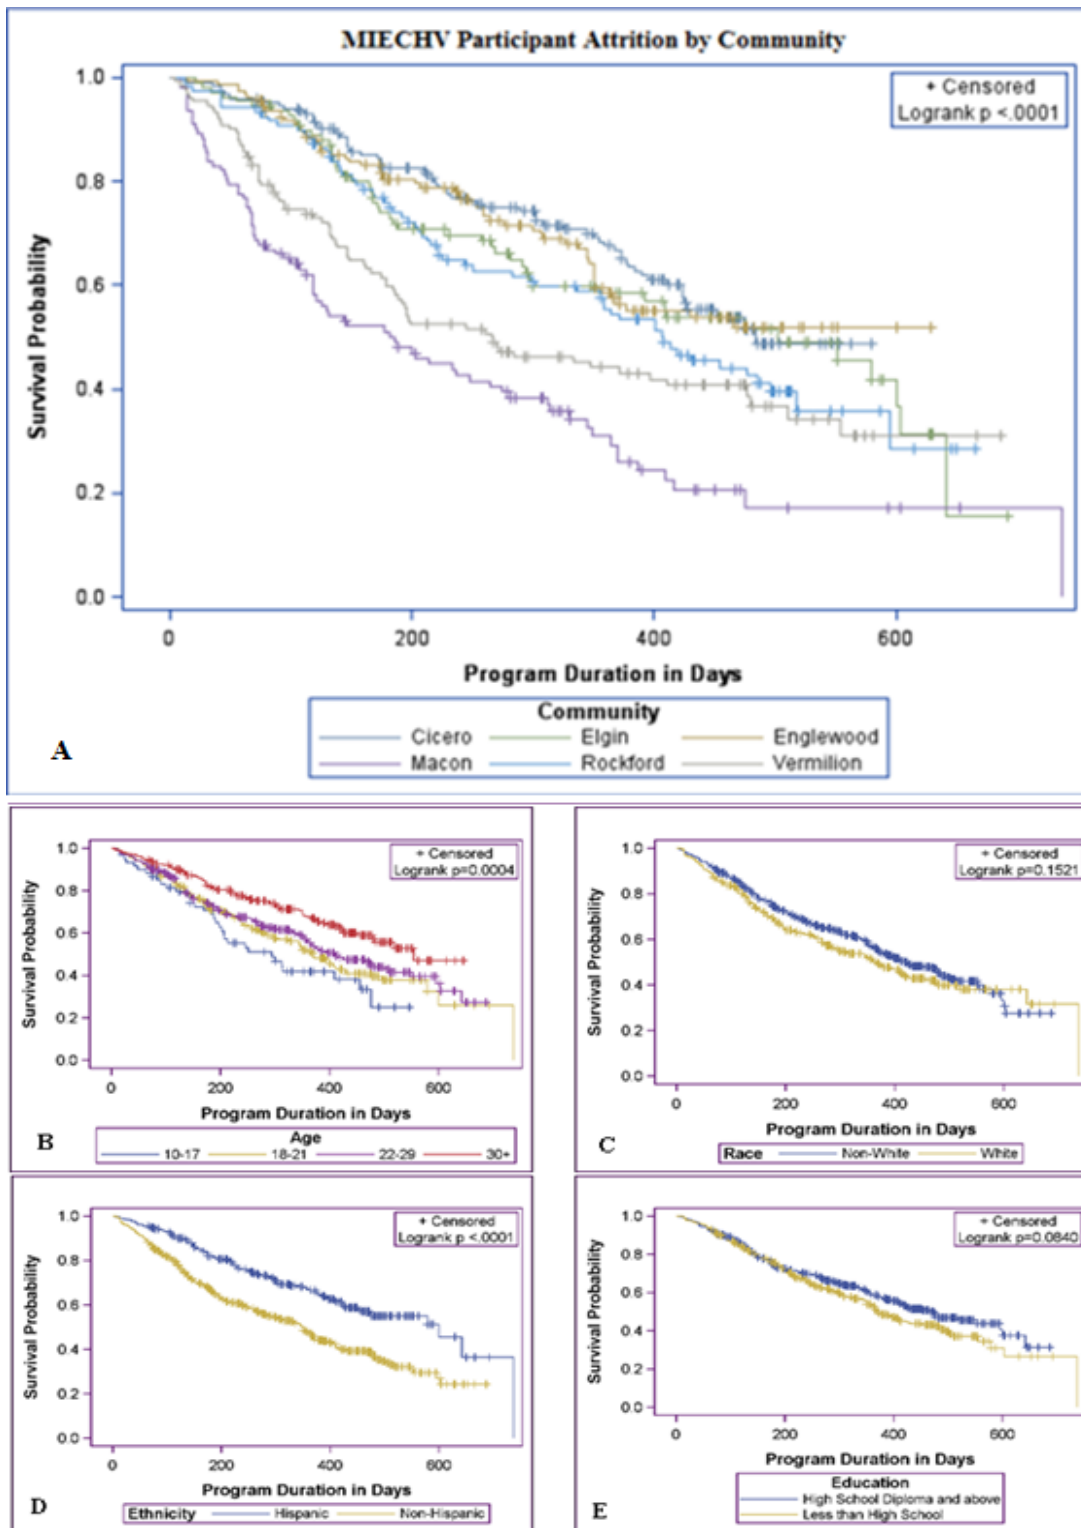 MIECHV Participant Attrition by Community
+ Censored
Logrank p <.0001
1.0
0.8
0.6
0.4
0.2
0.0
Survival Probability
0 200 400 600
Program Duration in Days
Community
Cicero Elgin Englewood
Macon Rockford Vermilion
A
+ Censored
Logrank p=0.0004
1.0
0.8
0.6
0.4
0.2
0.0
Survival Probability
0 200 400 600
Program Duration in Days
Age
10-17 18-21 22-29 30+
B
+ Censored
Logrank p=0.1521
1.0
0.8
0.6
0.4
0.2
0.0
Survival Probability
0 200 400 600
Program Duration in Days
Race Non-White White
C
+ Censored
Logrank p <.0001
1.0
0.8
0.6
0.4
0.2
0.0
Survival Probability
0 200 400 600
Program Duration in Days
Ethnicity Hispanic Non-Hispanic
D
+ Censored
Logrank p=0.0840
1.0
0.8
0.6
0.4
0.2
0.0
Survival Probability
0 200 400 600
Program Duration in Days
Education
High School Diploma and above
Less than High School
E